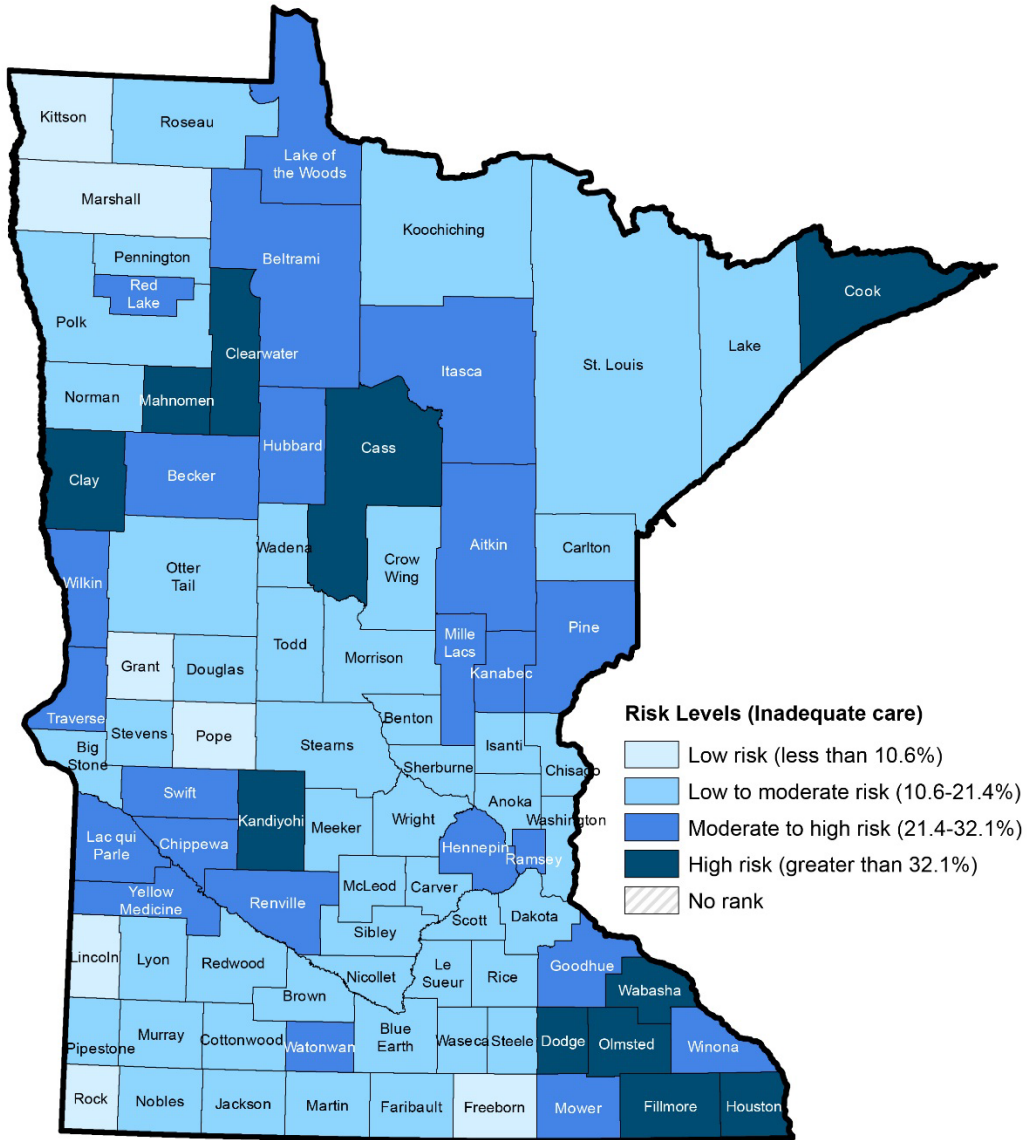 Kittson
Roseau
Lake of
the Woods
Marshall
Koochiching
Pennington
Beltrami
Red
Lake
Cook
Polk
Clearwater
Itasca
St. Louis
Lake
Norman
Mahnomen
Hubbard
Cass
Clay
Becker
Wadena
Aitkin
Carlton
Crow
Wing
Otter
Tail
Wilkin
Pine
Mille
Lacs
Todd
Morrison
Kanabec
Grant
Douglas
Traverse
Benton
Stevens
Pope
Stearns
Isanti
Big
Stone
Sherburne
Chisago
Swift
Kandiyohi
Anoka
Washington
Meeker
Wright
Lac qui
Parle
Chippewa
Hennepin
Ramsey
McLeod
Carver
Yellow
Medicine
Renville
Scott
Dakota
Sibley
Lincoln
Lyon
Redwood
Nicollet
Le
Sueur
Rice
Goodhue
Wabasha
Brown
Pipestone
Murray
Cottonwood
Watonwan
Blue
Earth
Waseca
Steele
Dodge
Olmsted
Winona
Rock
Nobles
Jackson
Martin
Faribault
Freeborn
Mower
Fillmore
Houston
Risk Levels (Inadequate care)
Low risk (less than 10.6%)
Low to moderate risk (10.6-21.4%)
Moderate to high risk (21.4-32.1%)
High risk (greater than 32.1%)
No rank